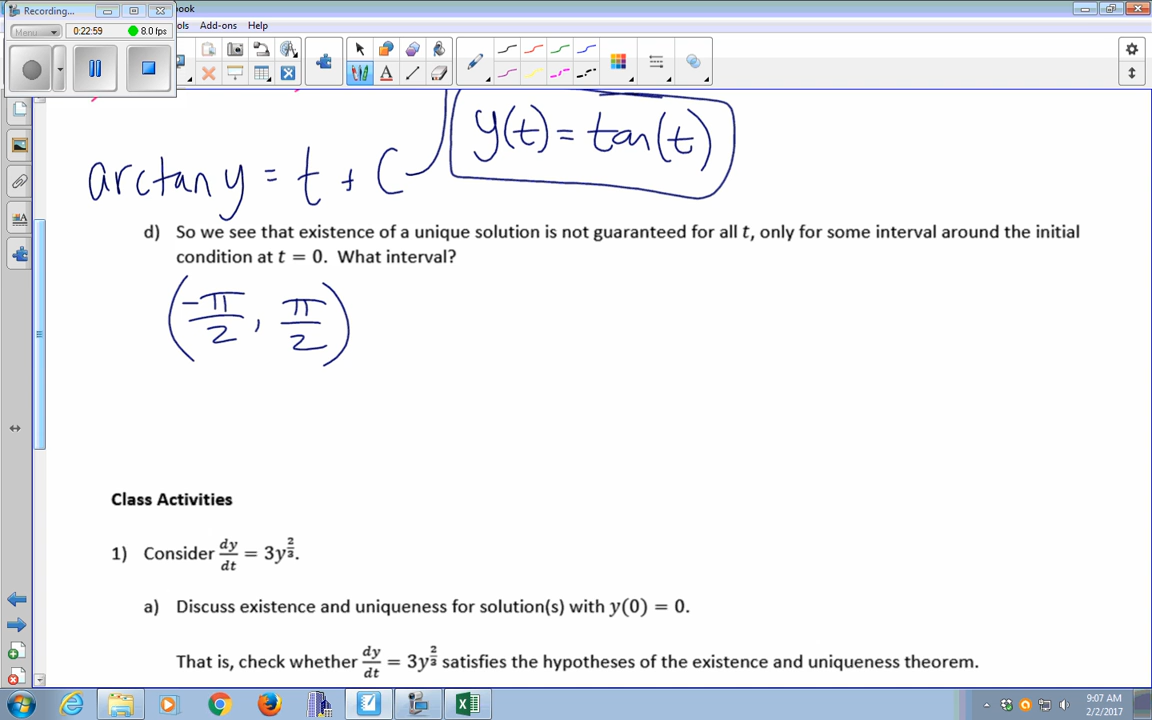 Recording...
ook
Menu
0:22:59
8.0 fps
ols Add-ons Help
y(t) = tan(t)
arctan y = t + C
d) So we see that existence of a unique solution is not guaranteed for all t, only for some interval around the initial
condition at t = 0. What interval?
(-π/2, π/2)
Class Activities
1) Consider dy/dt = 3y^(2/3).
a) Discuss existence and uniqueness for solution(s) with y(0) = 0.
That is, check whether dy/dt = 3y^(2/3) satisfies the hypotheses of the existence and uniqueness theorem.
9:07 AM
2/2/2017